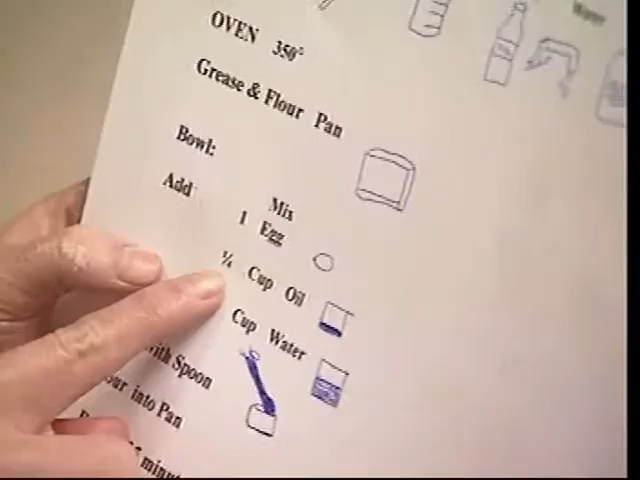 Water
OVEN 350°
Grease & Flour Pan
Bowl:
Add Mix
1 Egg
¼ Cup Oil
Cup Water
with Spoon
into Pan